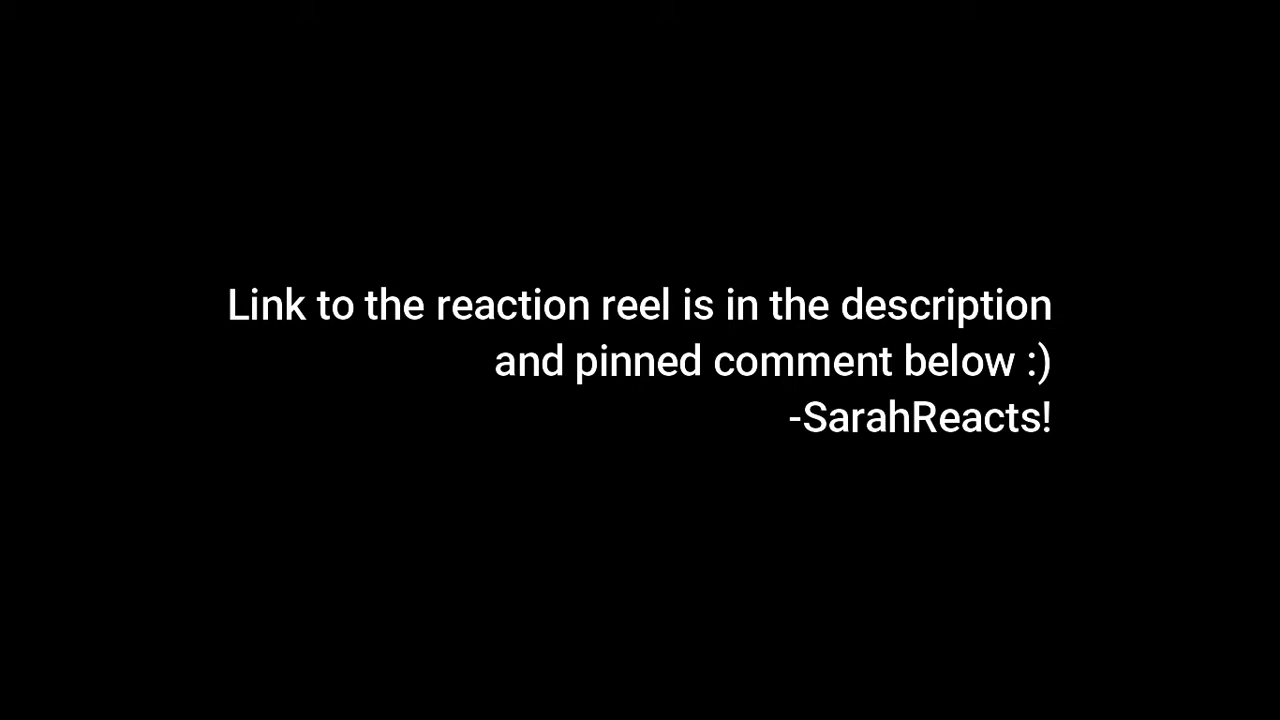 Link to the reaction reel is in the description
and pinned comment below :)
-SarahReacts!